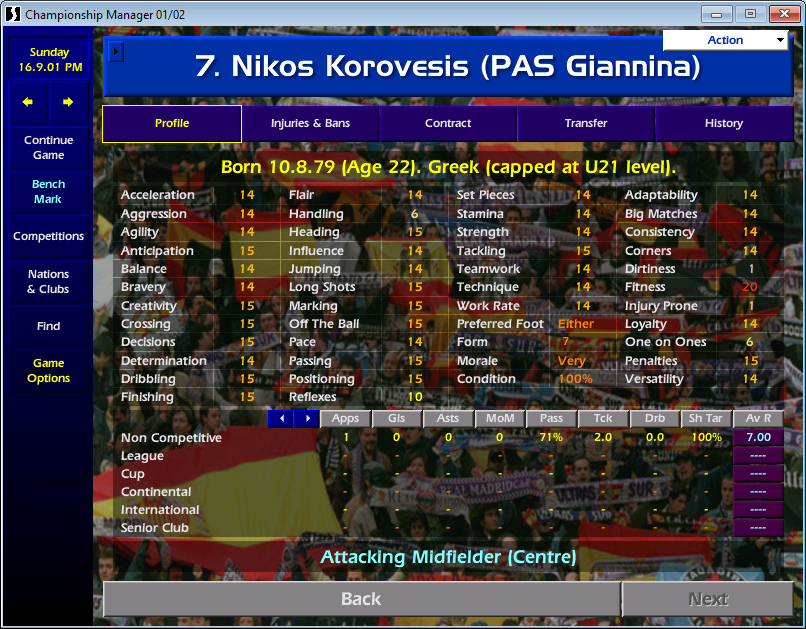 Championship Manager 01/02
Sunday
16.9.01 PM
Action
7. Nikos Korovesis (PAS Giannina)
Continue
Game
Bench
Mark
Competitions
Nations
& Clubs
Find
Game
Options
Profile Injuries & Bans Contract Transfer History
Born 10.8.79 (Age 22). Greek (capped at U21 level).
Acceleration 14 Flair 14 Set Pieces 14 Adaptability 14
Aggression 14 Handling 6 Stamina 14 Big Matches 14
Agility 14 Heading 15 Strength 14 Consistency 14
Anticipation 15 Influence 14 Tackling 15 Corners 14
Balance 14 Jumping 14 Teamwork 14 Dirtiness 1
Bravery 14 Long Shots 15 Technique 14 Fitness 20
Creativity 15 Marking 15 Work Rate 14 Injury Prone 1
Crossing 15 Off The Ball 15 Preferred Foot Either Loyalty 14
Decisions 15 Pace 14 Form 7 One on Ones 6
Determination 14 Passing 15 Morale Very Penalties 15
Dribbling 15 Positioning 15 Condition 100% Versatility 14
Finishing 15 Reflexes 10
Apps Gls Asts MoM Pass Tck Drb Sh Tar Av R
Non Competitive 1 0 0 0 71% 2.0 0.0 100% 7.00
League - - - - - - - - ----
Cup - - - - - - - - ----
Continental - - - - - - - - ----
International - - - - - - - - ----
Senior Club - - - - - - - - ----
Attacking Midfielder (Centre)
Back Next